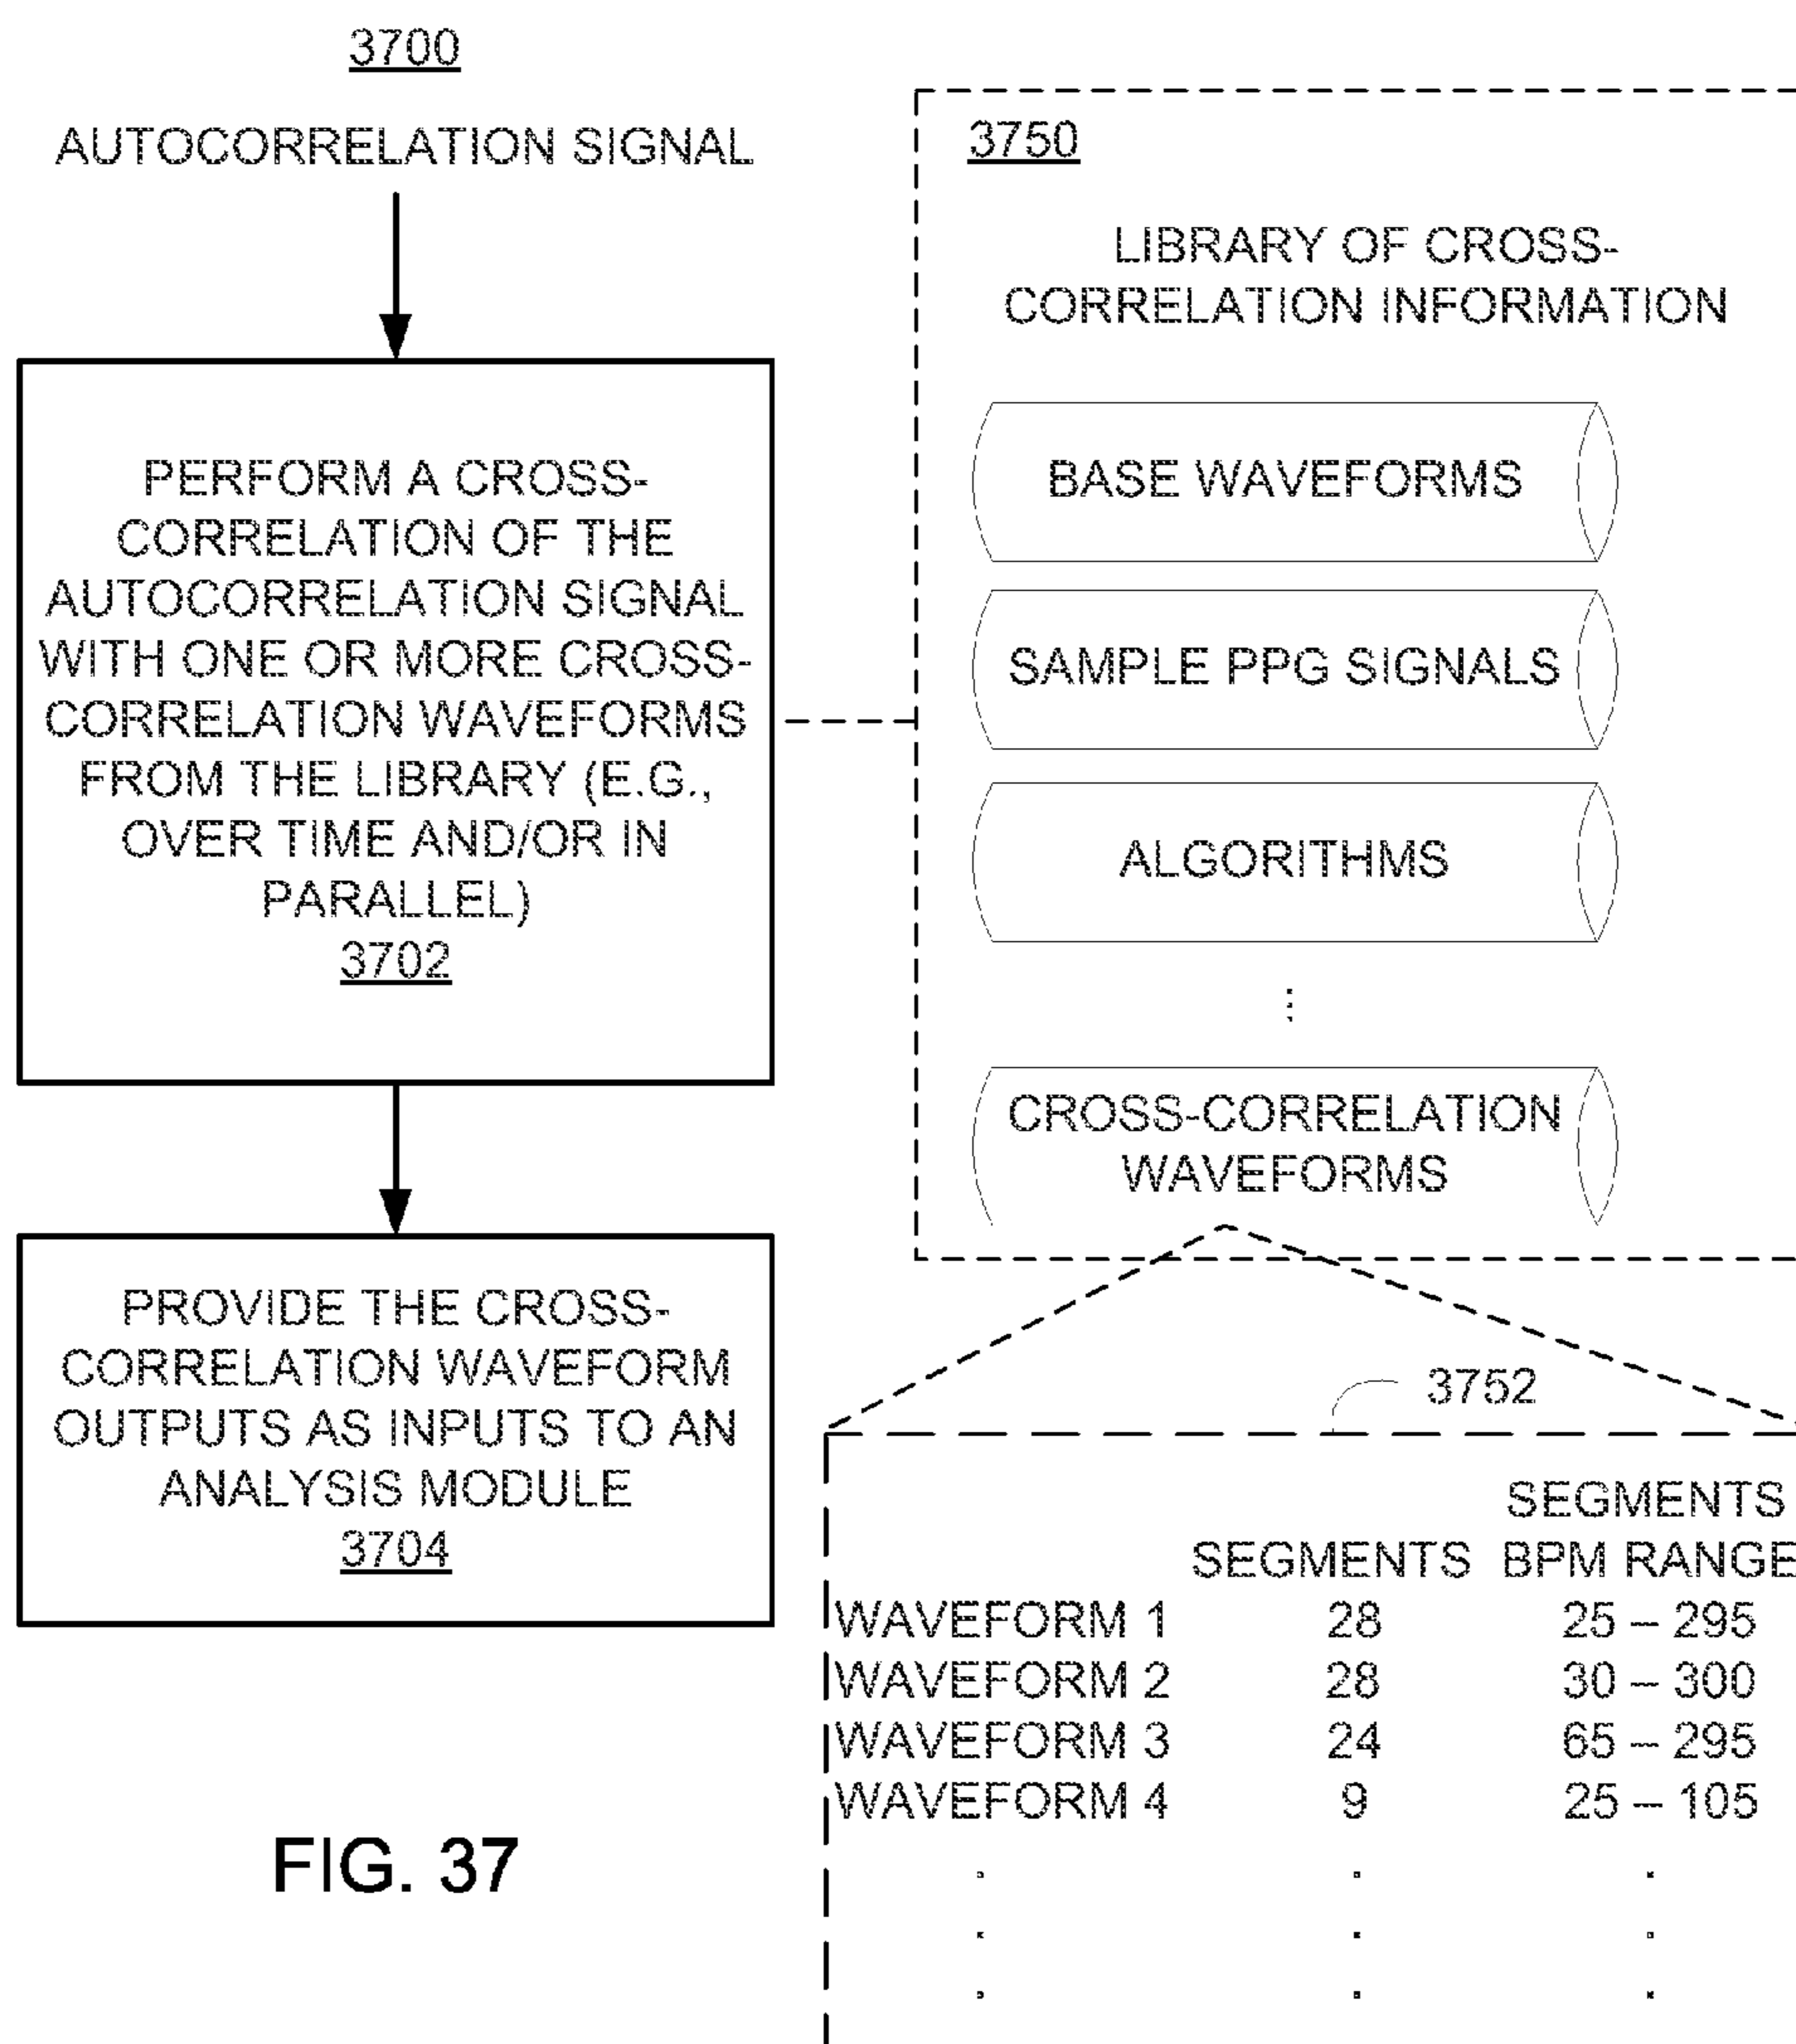 3700
AUTOCORRELATION SIGNAL
PERFORM A CROSS-
CORRELATION OF THE
AUTOCORRELATION SIGNAL
WITH ONE OR MORE CROSS-
CORRELATION WAVEFORMS
FROM THE LIBRARY (E.G.,
OVER TIME AND/OR IN
PARALLEL)
3702
PROVIDE THE CROSS-
CORRELATION WAVEFORM
OUTPUTS AS INPUTS TO AN
ANALYSIS MODULE
3704
3750
LIBRARY OF CROSS-
CORRELATION INFORMATION
BASE WAVEFORMS
SAMPLE PPG SIGNALS
ALGORITHMS
CROSS-CORRELATION
WAVEFORMS
3752
SEGMENTS
SEGMENTS BPM RANGE
WAVEFORM 1 28 25 – 295
WAVEFORM 2 28 30 – 300
WAVEFORM 3 24 65 – 295
WAVEFORM 4 9 25 – 105
FIG. 37